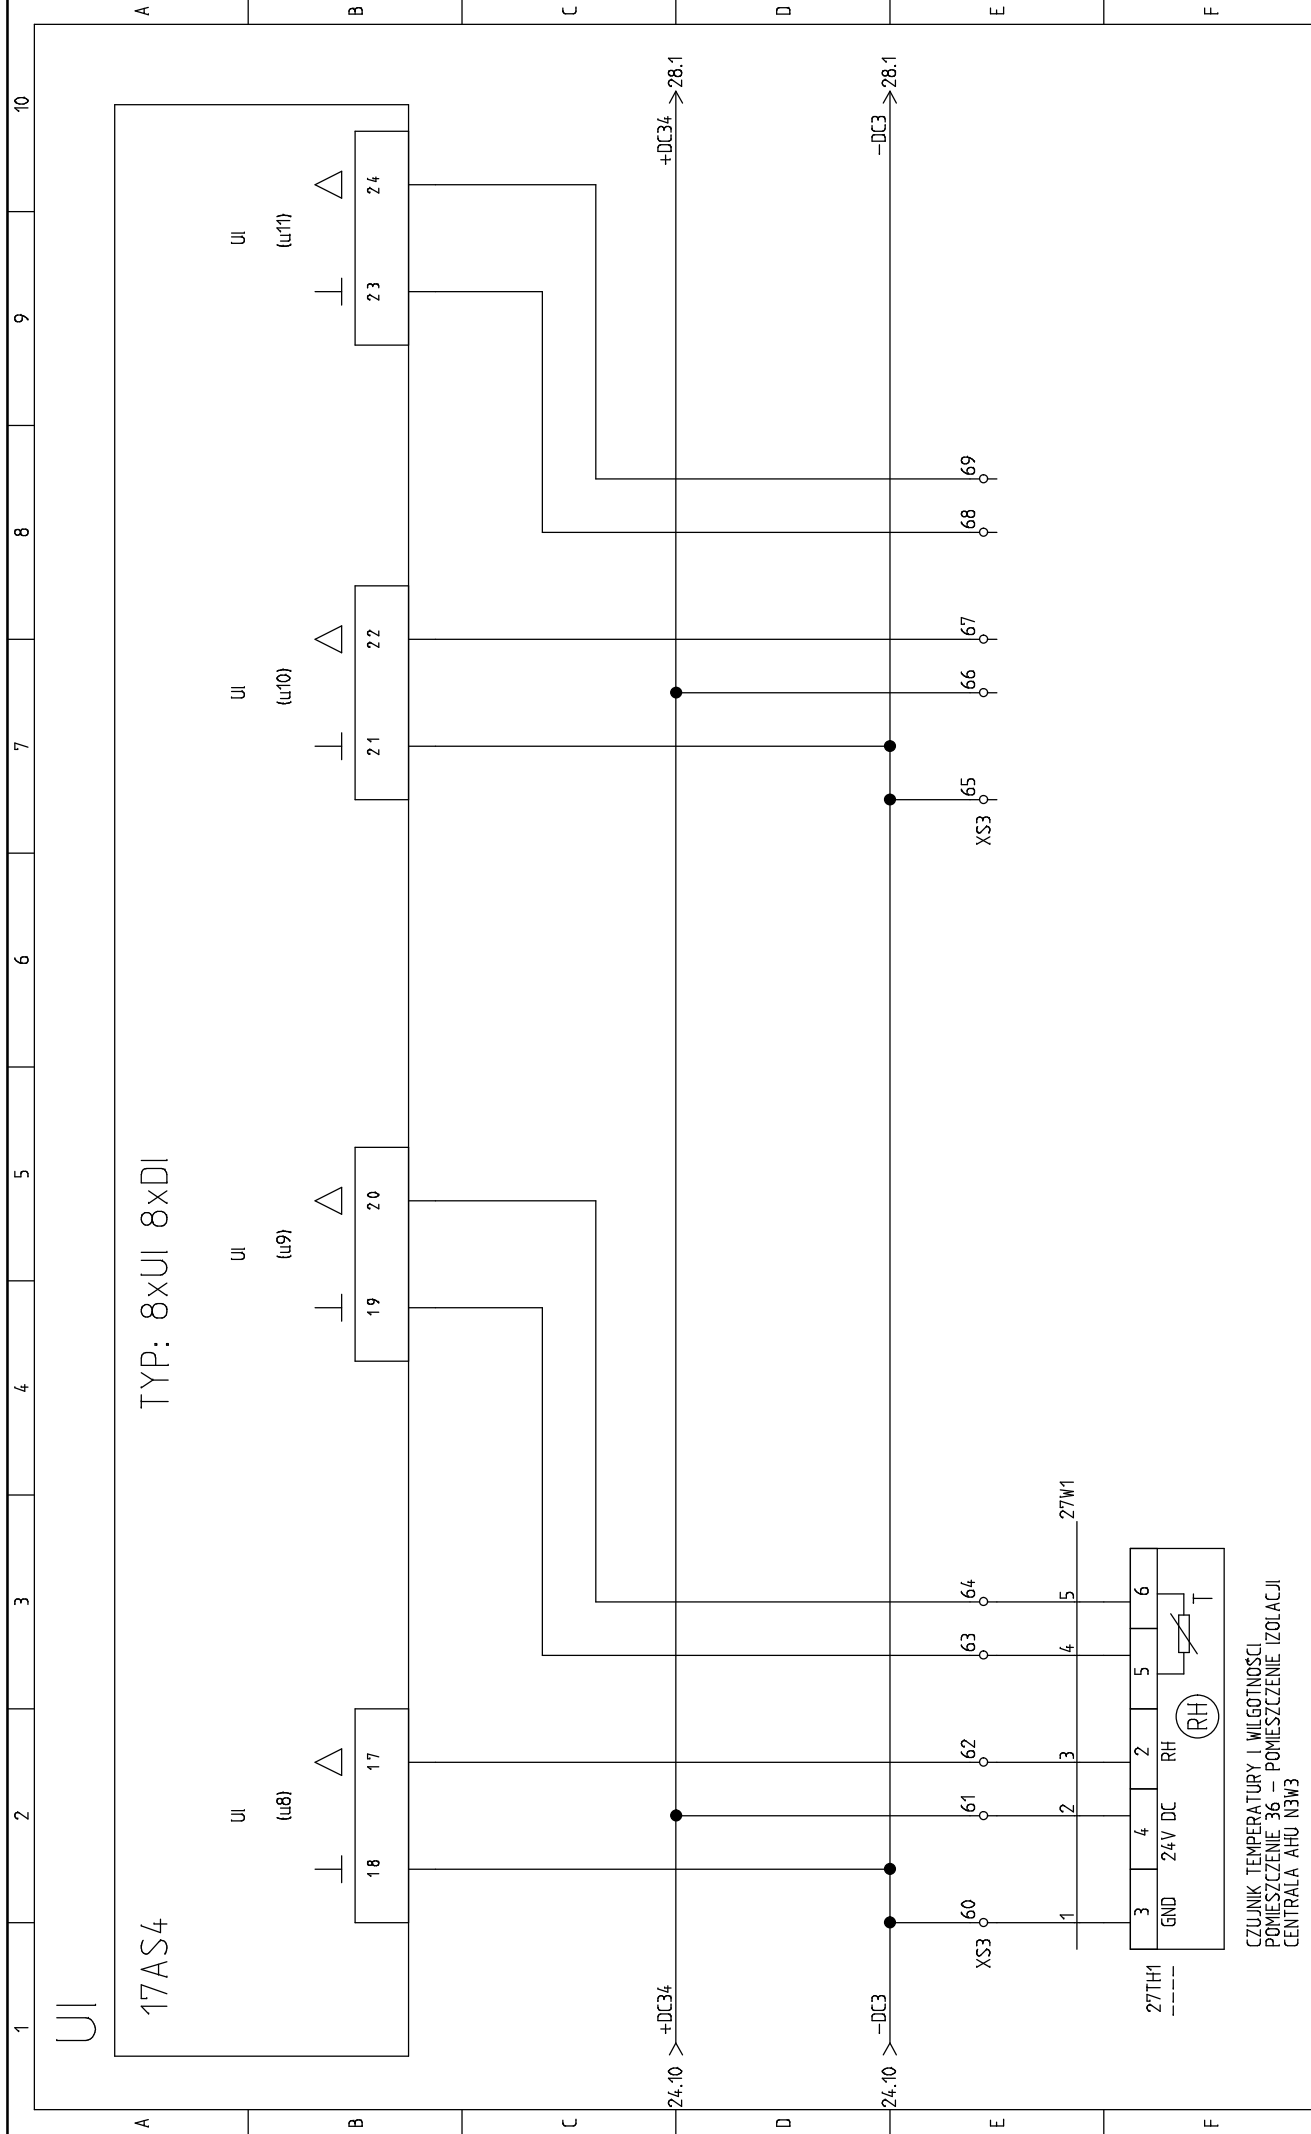 1 2 3 4 5 6 7 8 9 10
A A
B B
C C
D D
E E
F F
UI
17AS4 TYP: 8xUI 8xDI
UI UI UI UI
(u8) (u9) (u10) (u11)
18 17 19 20 21 22 23 24
24.10 +DC34 +DC34 28.1
24.10 -DC3 -DC3 28.1
XS3 60 61 62 63 64 XS3 65 66 67 68 69
1 2 3 4 5 27W1
27TH1 3 4 2 5 6
GND 24V DC RH T
RH
CZUJNIK TEMPERATURY I WILGOTNOŚCI
POMIESZCZENIE 36 - POMIESZCZENIE IZOLACJI
CENTRALA AHU N3W3